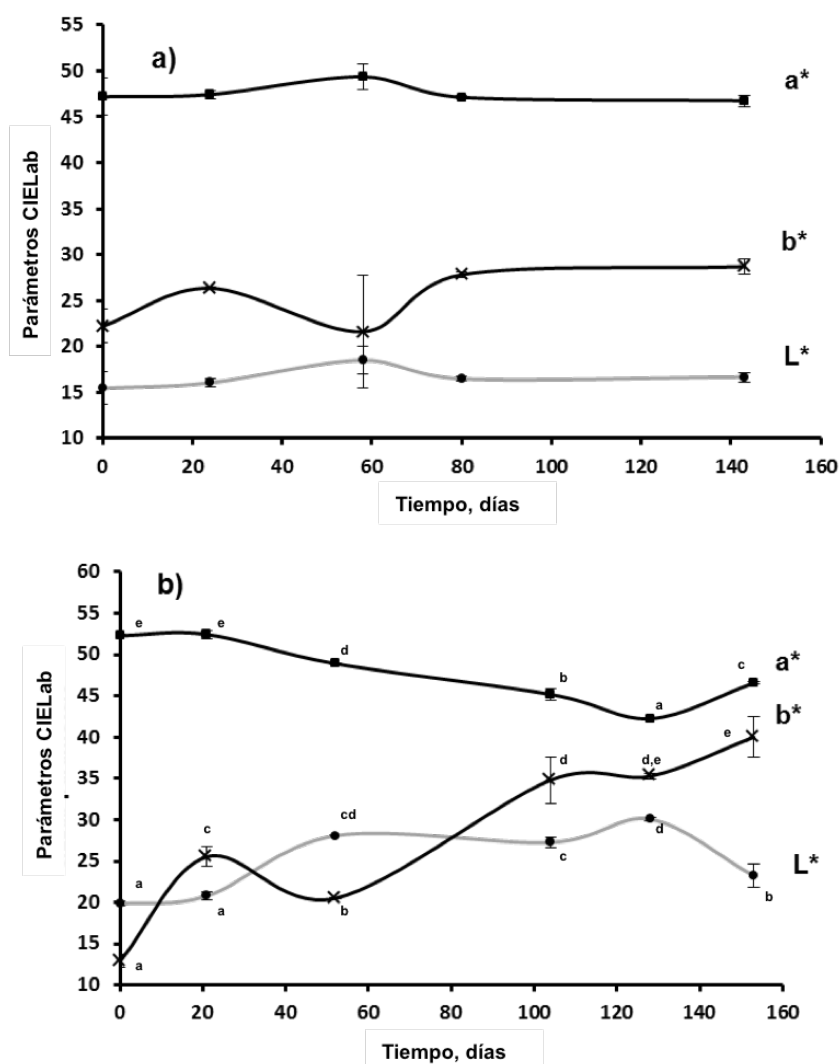 a)
55
50
45
40
35
30
25
20
15
10
Parámetros CIELab
a*
b*
L*
0 20 40 60 80 100 120 140 160
Tiempo, días
b)
60
55
50
45
40
35
30
25
20
15
10
Parámetros CIELab
e e d b a c
a*
b*
a c b d d,e e
a a cd c d b
L*
0 20 40 60 80 100 120 140 160
Tiempo, días